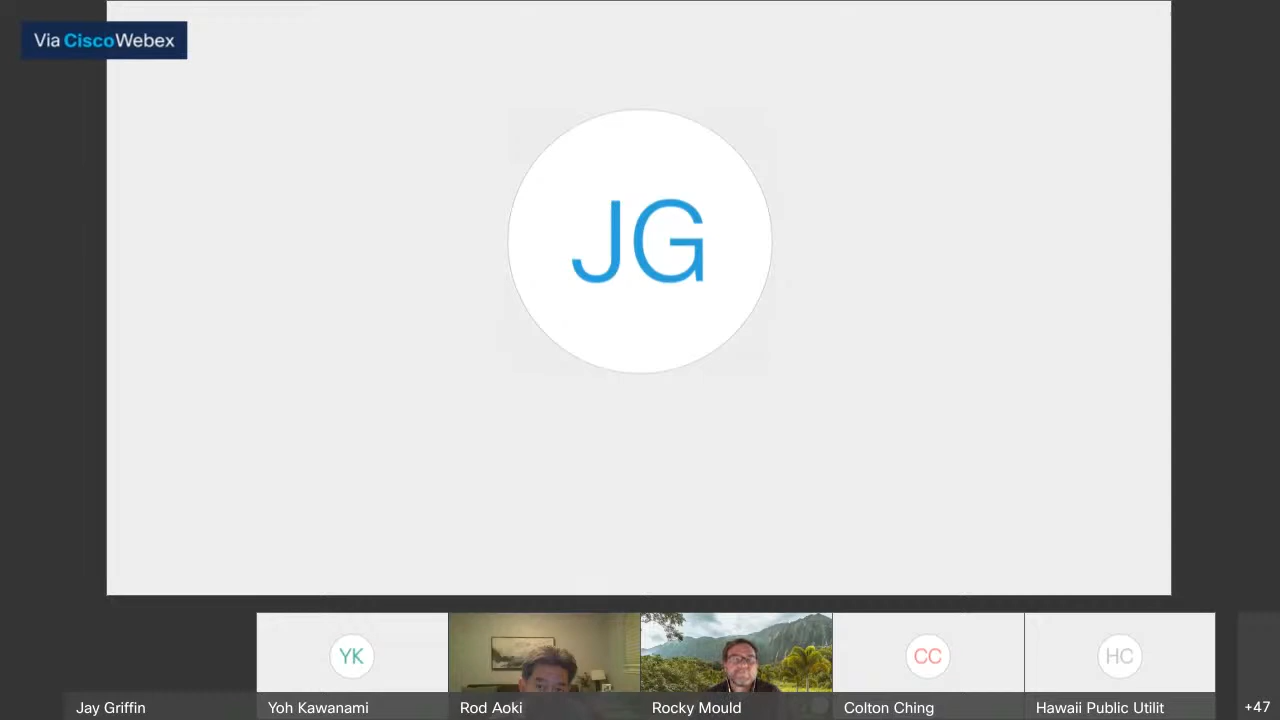 Via CiscoWebex
JG
YK
CC
HC
Jay Griffin
Yoh Kawanami
Rod Aoki
Rocky Mould
Colton Ching
Hawaii Public Utilit
+47